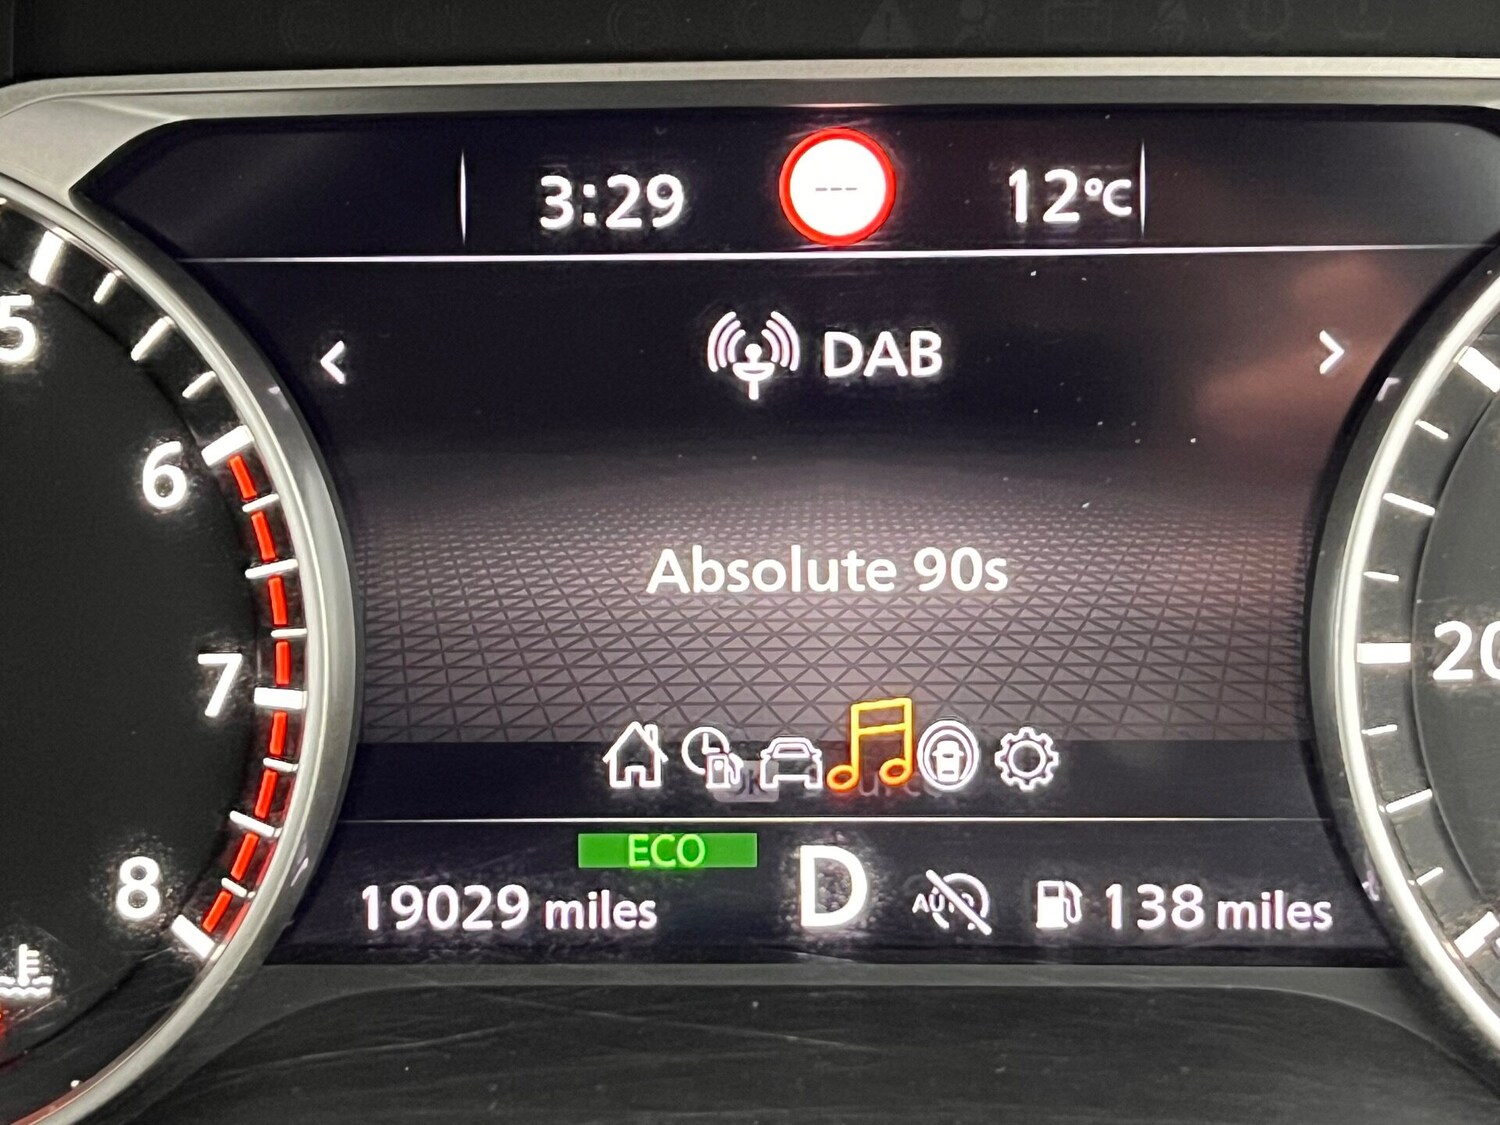 3:29 --- 12°C
DAB
Absolute 90s
ECO
19029 miles D AUTO 138 miles
5
6
7
8
20